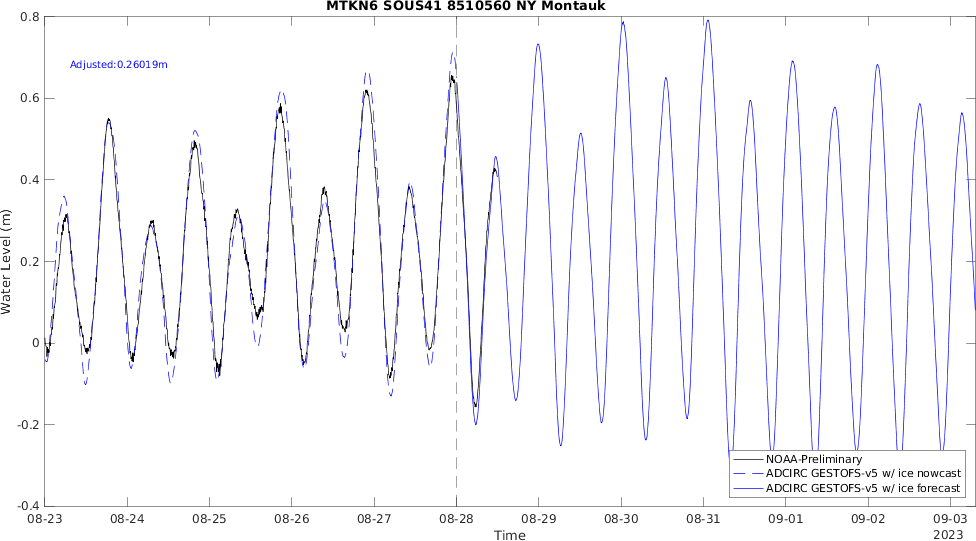 MTKN6 SOUS41 8510560 NY Montauk
Adjusted:0.26019m
Water Level (m)
0.8
0.6
0.4
0.2
0
-0.2
-0.4
NOAA-Preliminary
ADCIRC GESTOFS-v5 w/ ice nowcast
ADCIRC GESTOFS-v5 w/ ice forecast
08-23 08-24 08-25 08-26 08-27 08-28 08-29 08-30 08-31 09-01 09-02 09-03
Time 2023